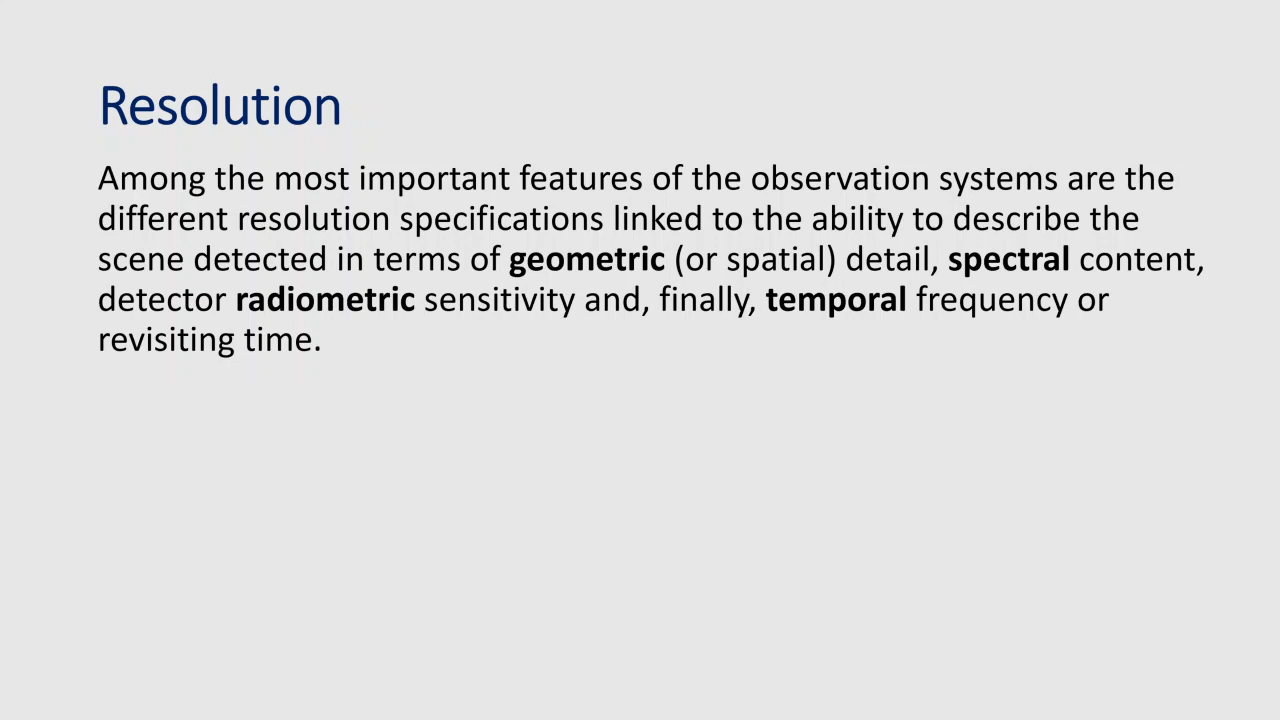 Resolution
Among the most important features of the observation systems are the
different resolution specifications linked to the ability to describe the
scene detected in terms of geometric (or spatial) detail, spectral content,
detector radiometric sensitivity and, finally, temporal frequency or
revisiting time.